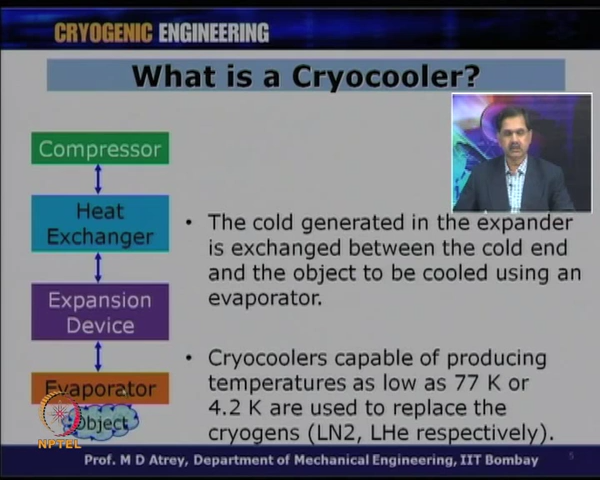 CRYOGENIC ENGINEERING
What is a Cryocooler?
Compressor
Heat
Exchanger
Expansion
Device
Evaporator
Object
NPTEL
• The cold generated in the expander
is exchanged between the cold end
and the object to be cooled using an
evaporator.
• Cryocoolers capable of producing
temperatures as low as 77 K or
4.2 K are used to replace the
cryogens (LN2, LHe respectively).
Prof. M D Atrey, Department of Mechanical Engineering, IIT Bombay
5